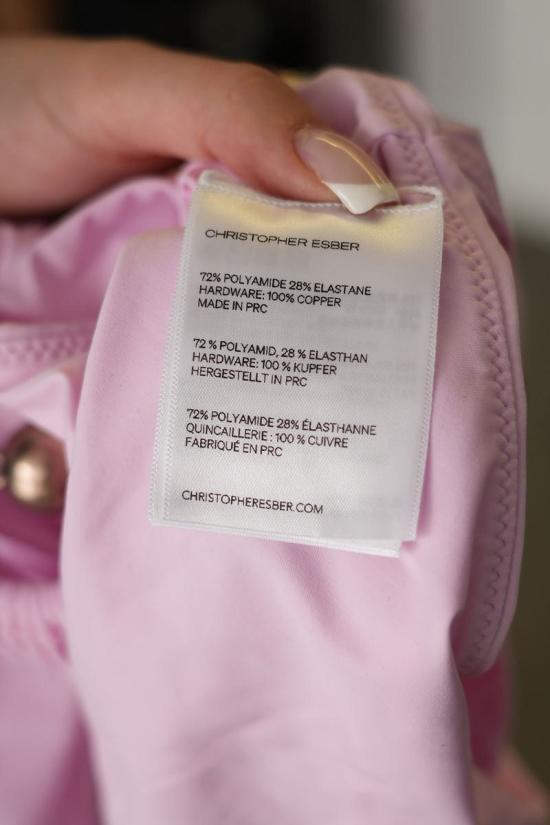 CHRISTOPHER ESBER
72% POLYAMIDE 28% ELASTANE
HARDWARE: 100% COPPER
MADE IN PRC
72 % POLYAMID, 28 % ELASTHAN
HARDWARE: 100 % KUPFER
HERGESTELLT IN PRC
72% POLYAMIDE 28% ÉLASTHANNE
QUINCAILLERIE : 100 % CUIVRE
FABRIQUÉ EN PRC
CHRISTOPHERESBER.COM